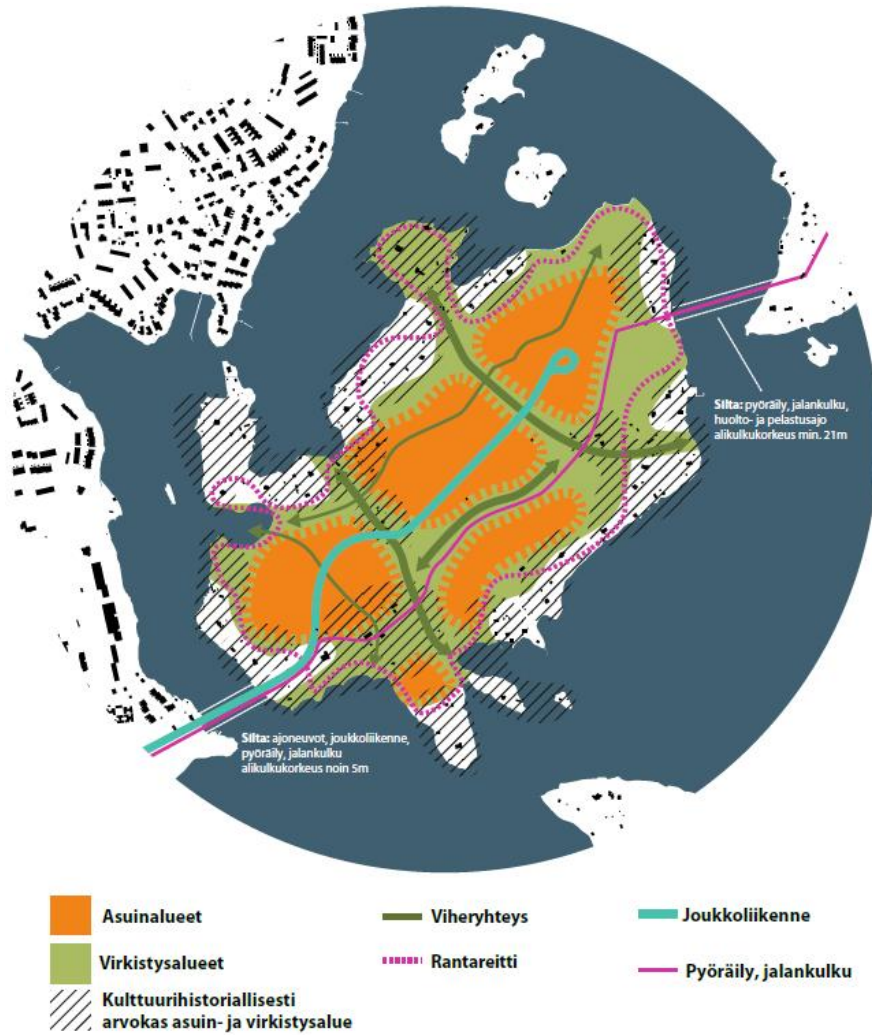 Silta: pyöräily, jalankulku,
huolto- ja pelastusajo
alikulkukorkeus min. 21m
Silta: ajoneuvot, joukkoliikenne,
pyöräily, jalankulku
alikulkukorkeus noin 5m
Asuinalueet
Virkistysalueet
Kulttuurihistoriallisesti
arvokas asuin- ja virkistysalue
Viheryhteys
Rantareitti
Joukkoliikenne
Pyöräily, jalankulku